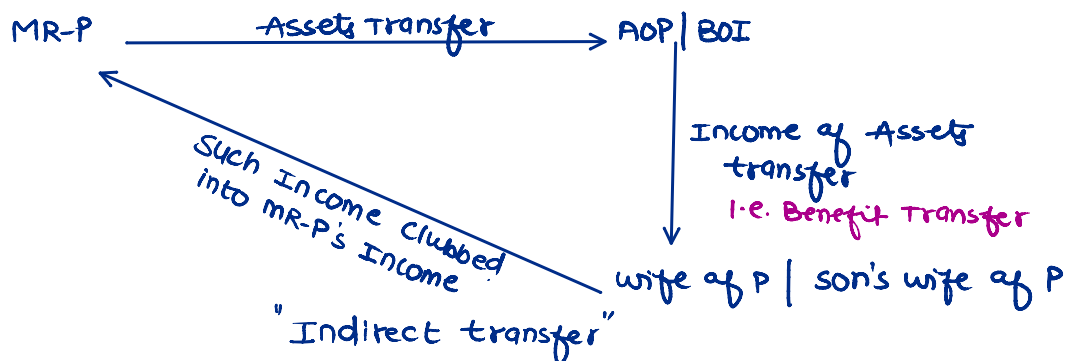 MR-P
Assets Transfer
AOP | BOI
Income of Assets
transfer
I.e. Benefit Transfer
Such Income Clubbed
into MR-P's Income
wife of P | son's wife of P
"Indirect transfer"